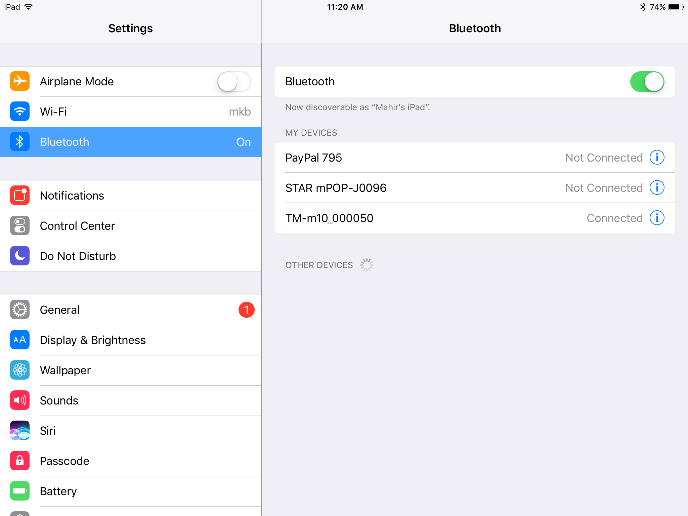 iPad 11:20 AM 74%
Settings
Airplane Mode
Wi-Fi mkb
Bluetooth On
Notifications
Control Center
Do Not Disturb
General 1
AA Display & Brightness
Wallpaper
Sounds
Siri
Passcode
Battery
Bluetooth
Bluetooth
Now discoverable as “Mahir's iPad”.
MY DEVICES
PayPal 795 Not Connected i
STAR mPOP-J0096 Not Connected i
TM-m10_000050 Connected i
OTHER DEVICES